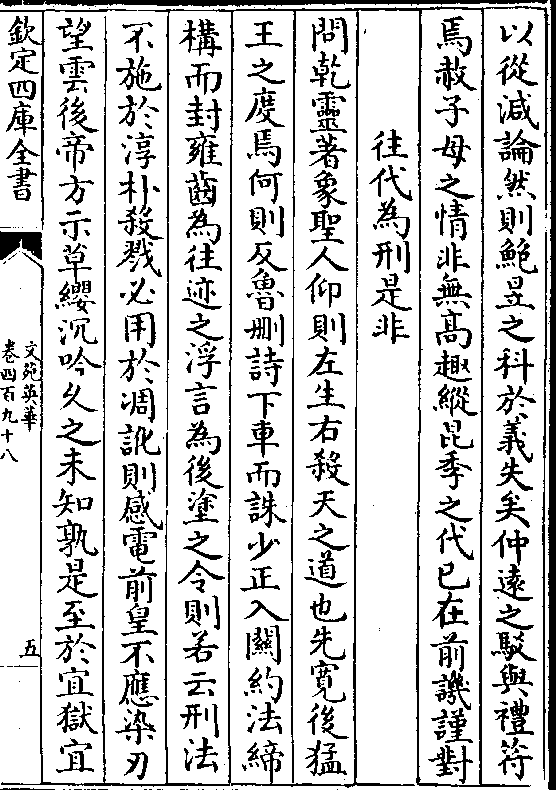 以從減論然則鮑昱之科於義失矣仲遠之駮與禮符
焉赦子母之情非無髙趣縱昆季之代已在前譏謹對
往代為刑是非
問乾靈著象聖人仰則左生右殺天之道也先寛後猛
王之度焉何則反魯刪詩下車而誅少正入闗約法締
構而封雍齒為往迹之浮言為後塗之令則若云刑法
不施於淳朴殺戮必用於凋訛則感電前皇不應染刃
望雲後帝方示草纓沉吟久之未知孰是至於宜獄宜
欽定四庫全書
文苑英華
卷四百九十八
五